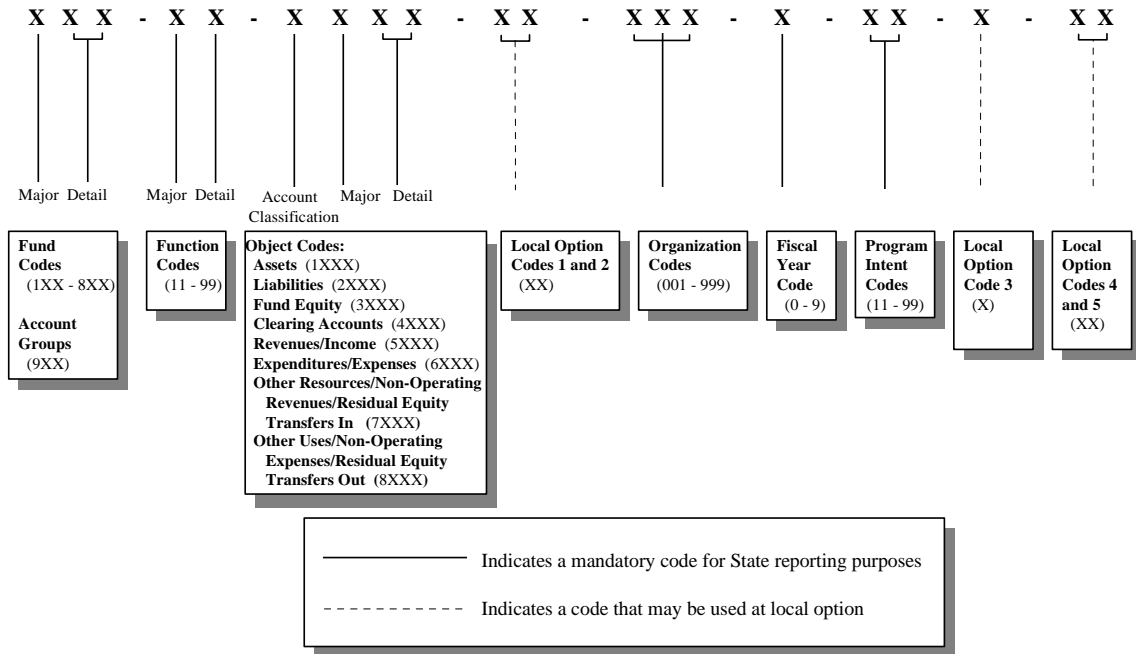 X X X - X X - X X X X - X X - X X X - X - X X - X - X X
Major Detail Major Detail Account Classification Major Detail
Fund
Codes
(1XX - 8XX)
Account
Groups
(9XX)
Function
Codes
(11 - 99)
Object Codes:
Assets (1XXX)
Liabilities (2XXX)
Fund Equity (3XXX)
Clearing Accounts (4XXX)
Revenues/Income (5XXX)
Expenditures/Expenses (6XXX)
Other Resources/Non-Operating
Revenues/Residual Equity
Transfers In (7XXX)
Other Uses/Non-Operating
Expenses/Residual Equity
Transfers Out (8XXX)
Local Option
Codes 1 and 2
(XX)
Organization
Codes
(001 - 999)
Fiscal
Year
Code
(0 - 9)
Program
Intent
Codes
(11 - 99)
Local
Option
Code 3
(X)
Local
Option
Codes 4
and 5
(XX)
Indicates a mandatory code for State reporting purposes
Indicates a code that may be used at local option